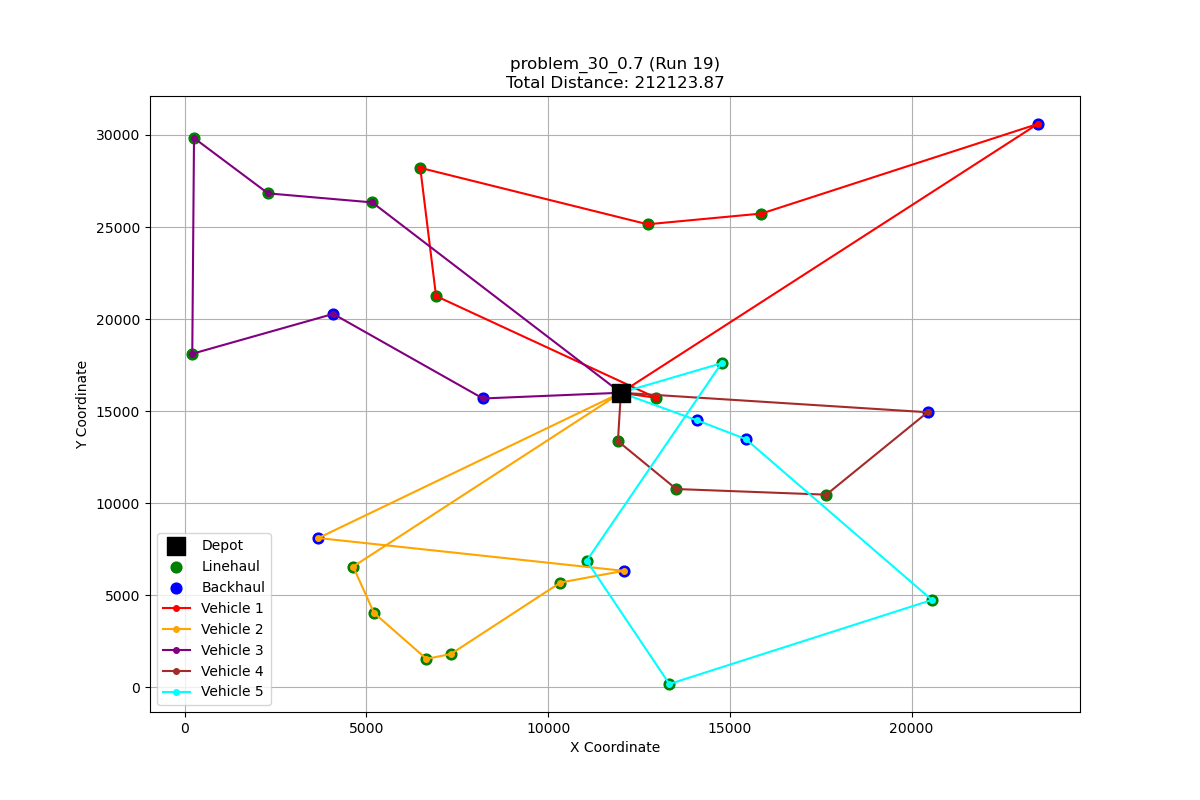 problem_30_0.7 (Run 19)
Total Distance: 212123.87
30000
25000
20000
15000
10000
5000
0
Y Coordinate
Depot
Linehaul
Backhaul
Vehicle 1
Vehicle 2
Vehicle 3
Vehicle 4
Vehicle 5
0 5000 10000 15000 20000
X Coordinate